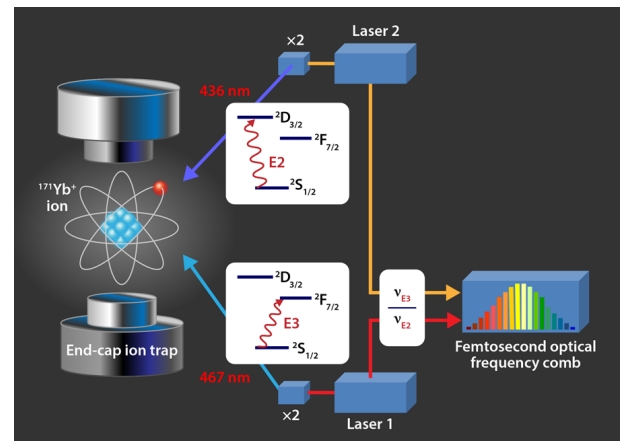 Laser 2
×2
436 nm
²D₃/₂
²F₇/₂
E2
²S₁/₂
¹⁷¹Yb⁺
ion
²D₃/₂
²F₇/₂
E3
²S₁/₂
νE3
νE2
End-cap ion trap
Femtosecond optical
frequency comb
467 nm
×2
Laser 1